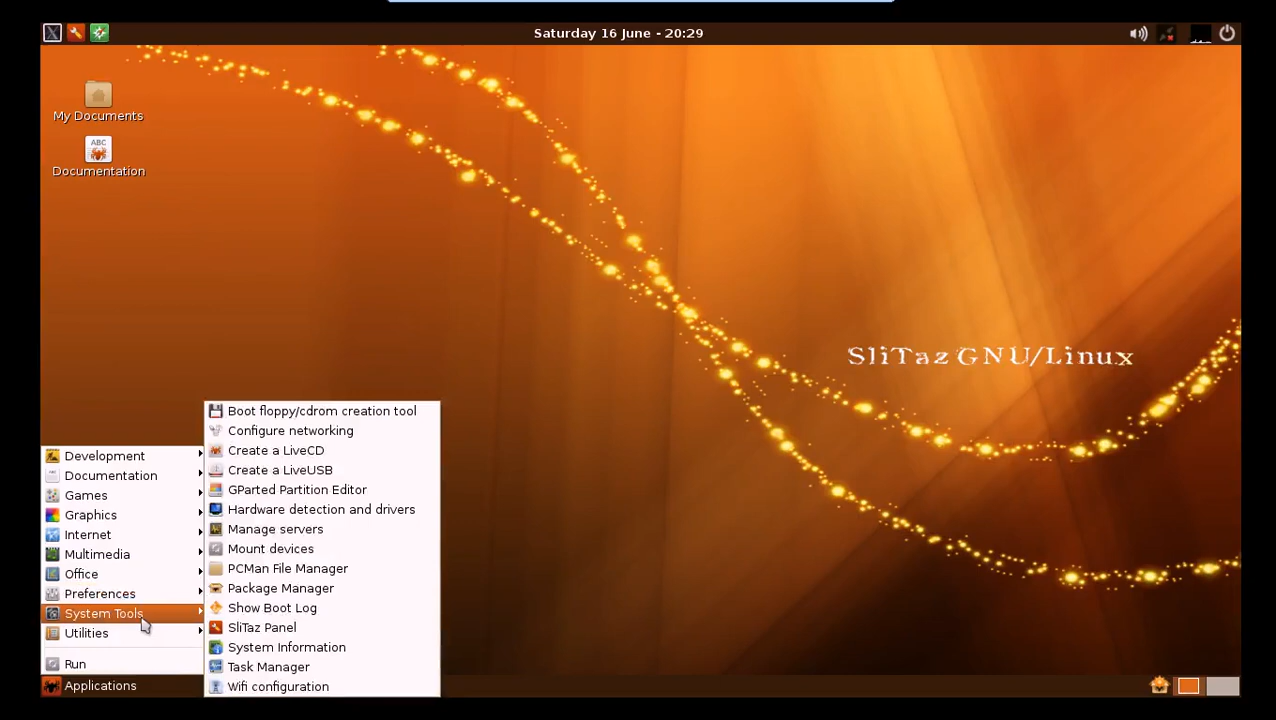 Saturday 16 June - 20:29
My Documents
ABC
Documentation
SliTaz GNU/Linux
Boot floppy/cdrom creation tool
Configure networking
Create a LiveCD
Create a LiveUSB
GParted Partition Editor
Hardware detection and drivers
Manage servers
Mount devices
PCMan File Manager
Package Manager
Show Boot Log
SliTaz Panel
System Information
Task Manager
Wifi configuration
Development
Documentation
Games
Graphics
Internet
Multimedia
Office
Preferences
System Tools
Utilities
Run
Applications